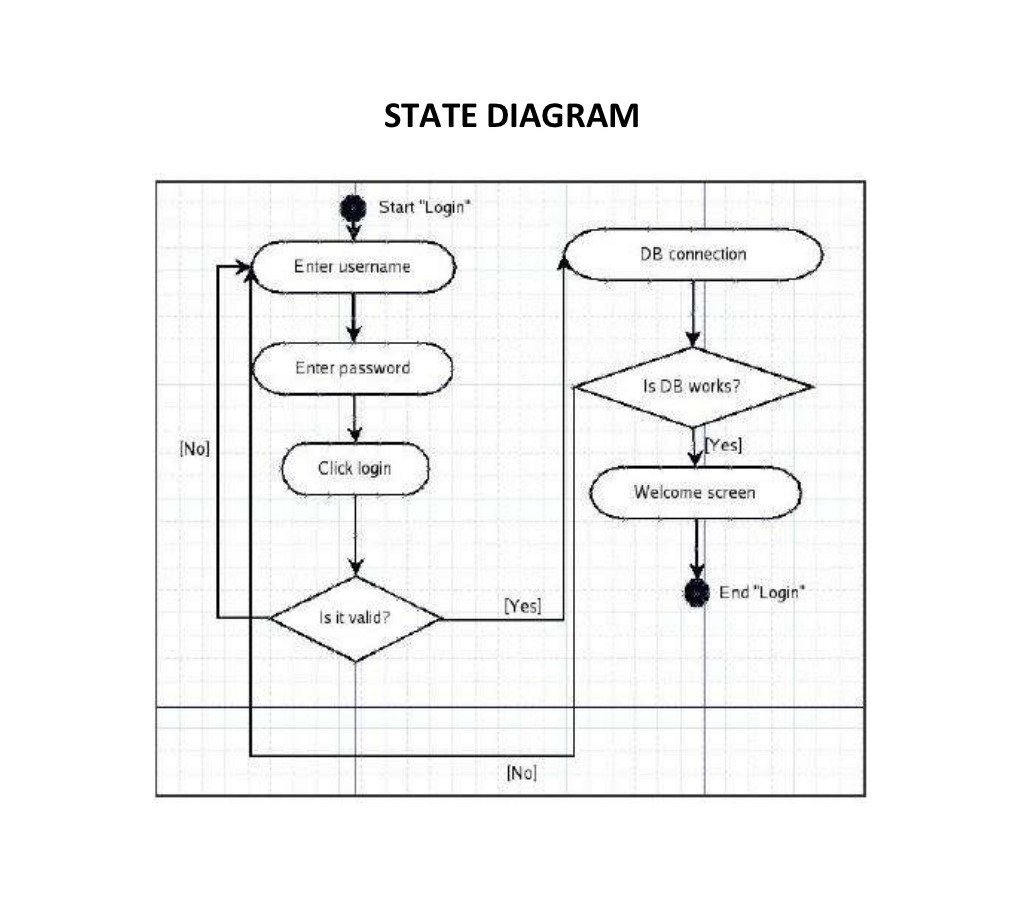 STATE DIAGRAM
Start "Login"
Enter username
Enter password
Click login
Is it valid?
[No]
[Yes]
DB connection
Is DB works?
[Yes]
Welcome screen
End "Login"
[No]